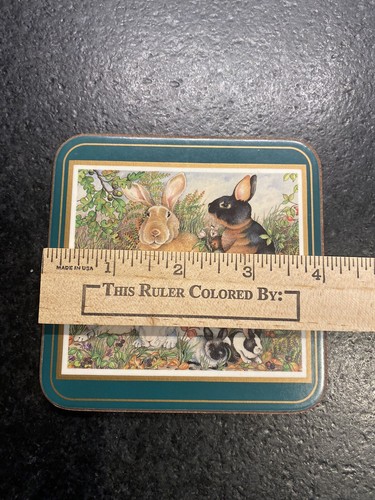 MADE IN USA 1 2 3 4
THIS RULER COLORED BY: